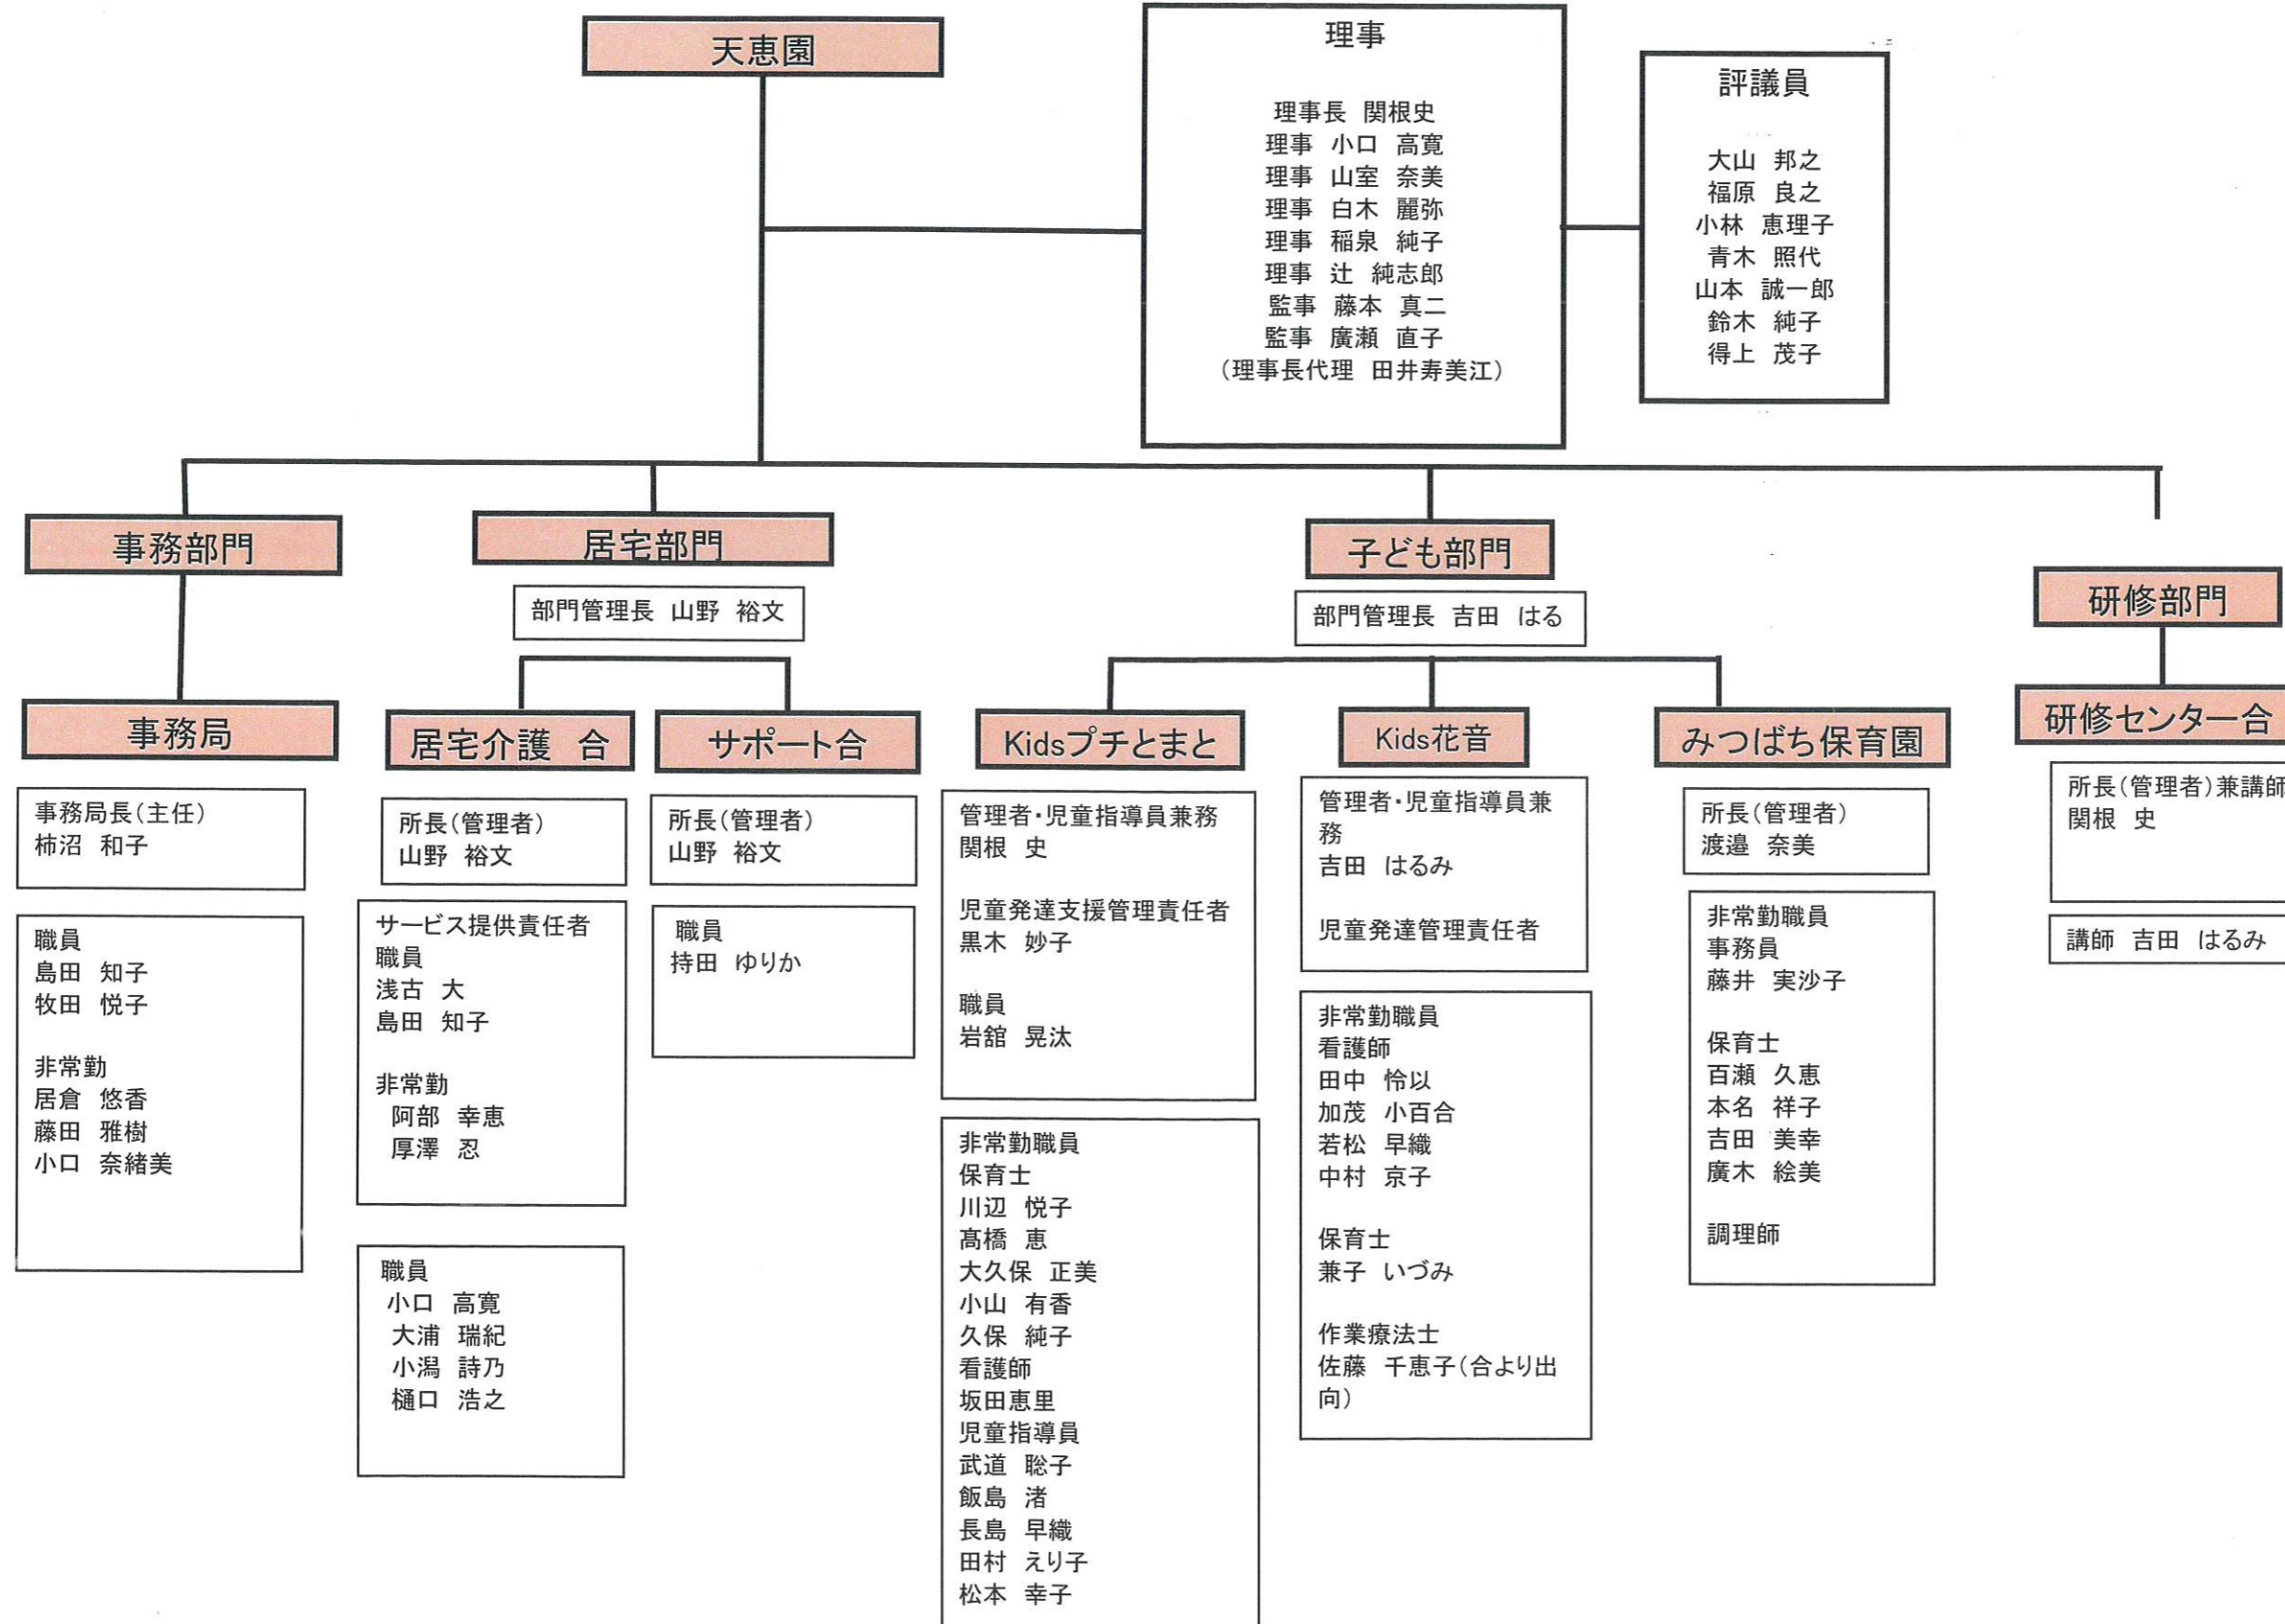 天恵園
理事
理事長 関根史
理事 小口 高寛
理事 山室 奈美
理事 白木 麗弥
理事 稲泉 純子
理事 辻 純志郎
監事 藤本 真二
監事 廣瀬 直子
（理事長代理 田井寿美江）
評議員
大山 邦之
福原 良之
小林 恵理子
青木 照代
山本 誠一郎
鈴木 純子
得上 茂子
事務部門
事務局
事務局長（主任）
柿沼 和子
職員
島田 知子
牧田 悦子
非常勤
居倉 悠香
藤田 雅樹
小口 奈緒美
居宅部門
部門管理長 山野 裕文
居宅介護 合
所長（管理者）
山野 裕文
サービス提供責任者
職員
浅古 大
島田 知子
非常勤
阿部 幸恵
厚澤 忍
職員
小口 高寛
大浦 瑞紀
小潟 詩乃
樋口 浩之
サポート合
所長（管理者）
山野 裕文
職員
持田 ゆりか
子ども部門
部門管理長 吉田 はる
Kidsプチとまと
管理者・児童指導員兼務
関根 史
児童発達支援管理責任者
黒木 妙子
職員
岩舘 晃汰
非常勤職員
保育士
川辺 悦子
髙橋 恵
大久保 正美
小山 有香
久保 純子
看護師
坂田恵里
児童指導員
武道 聡子
飯島 渚
長島 早織
田村 えり子
松本 幸子
Kids花音
管理者・児童指導員兼
務
吉田 はるみ
児童発達管理責任者
非常勤職員
看護師
田中 怜以
加茂 小百合
若松 早織
中村 京子
保育士
兼子 いづみ
作業療法士
佐藤 千恵子（合より出
向）
みつばち保育園
所長（管理者）
渡邉 奈美
非常勤職員
事務員
藤井 実沙子
保育士
百瀬 久恵
本名 祥子
吉田 美幸
廣木 絵美
調理師
研修部門
研修センター合
所長（管理者）兼講師
関根 史
講師 吉田 はるみ